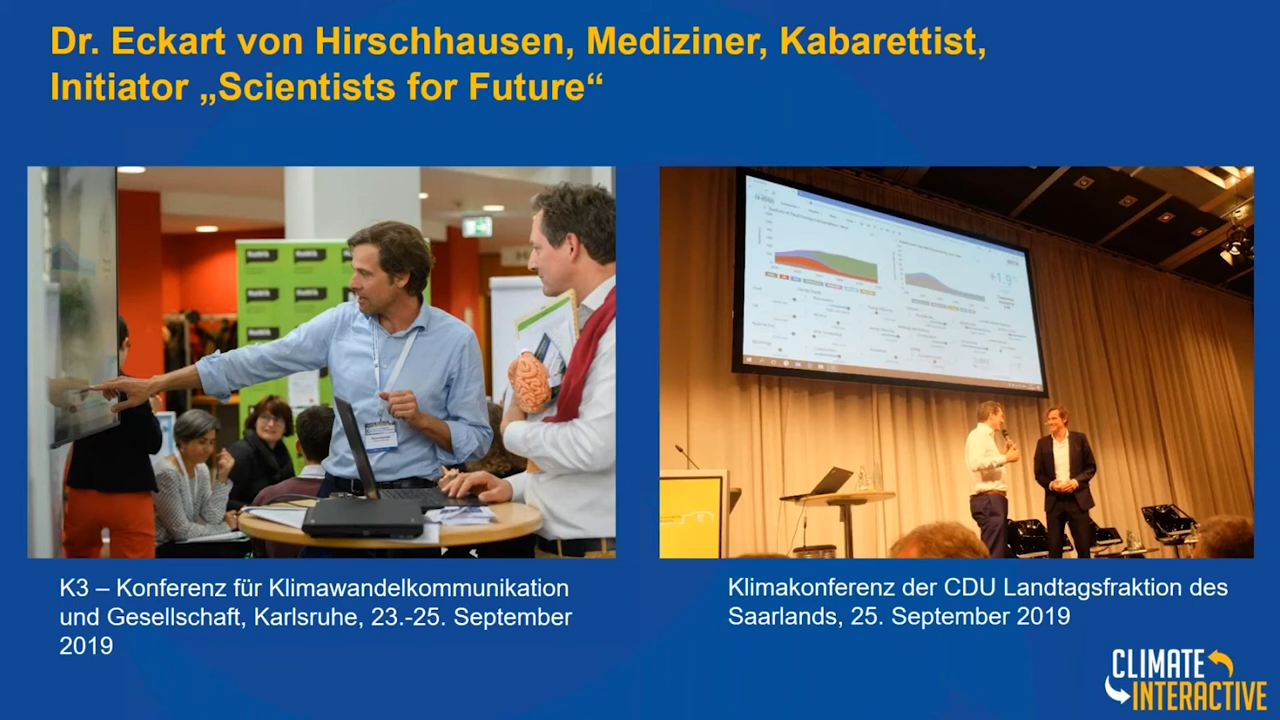 Dr. Eckart von Hirschhausen, Mediziner, Kabarettist,
Initiator „Scientists for Future“
K3 – Konferenz für Klimawandelkommunikation
und Gesellschaft, Karlsruhe, 23.-25. September
2019
Klimakonferenz der CDU Landtagsfraktion des
Saarlands, 25. September 2019
CLIMATE
INTERACTIVE